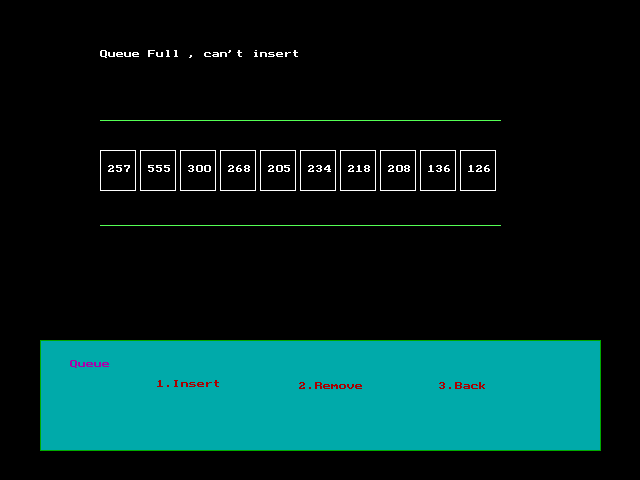 Queue Full , can't insert
257 555 300 268 205 234 218 208 136 126
Queue
1.Insert 2.Remove 3.Back